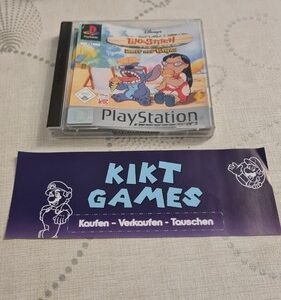 Disney's
Lilo & Stitch
PlayStation
KIKT
GAMES
Kaufen - Verkaufen - Tauschen